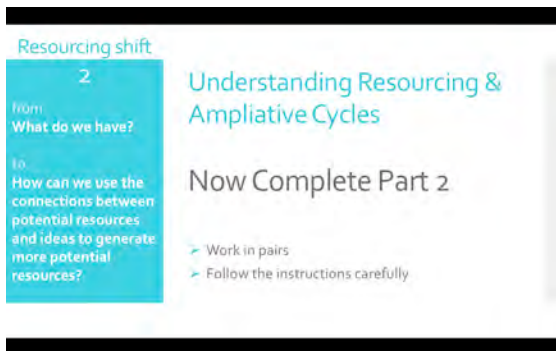 Resourcing shift
2
from
What do we have?
to
How can we use the
connections between
potential resources
and ideas to generate
more potential
resources?
Understanding Resourcing &
Ampliative Cycles
Now Complete Part 2
➢ Work in pairs
➢ Follow the instructions carefully